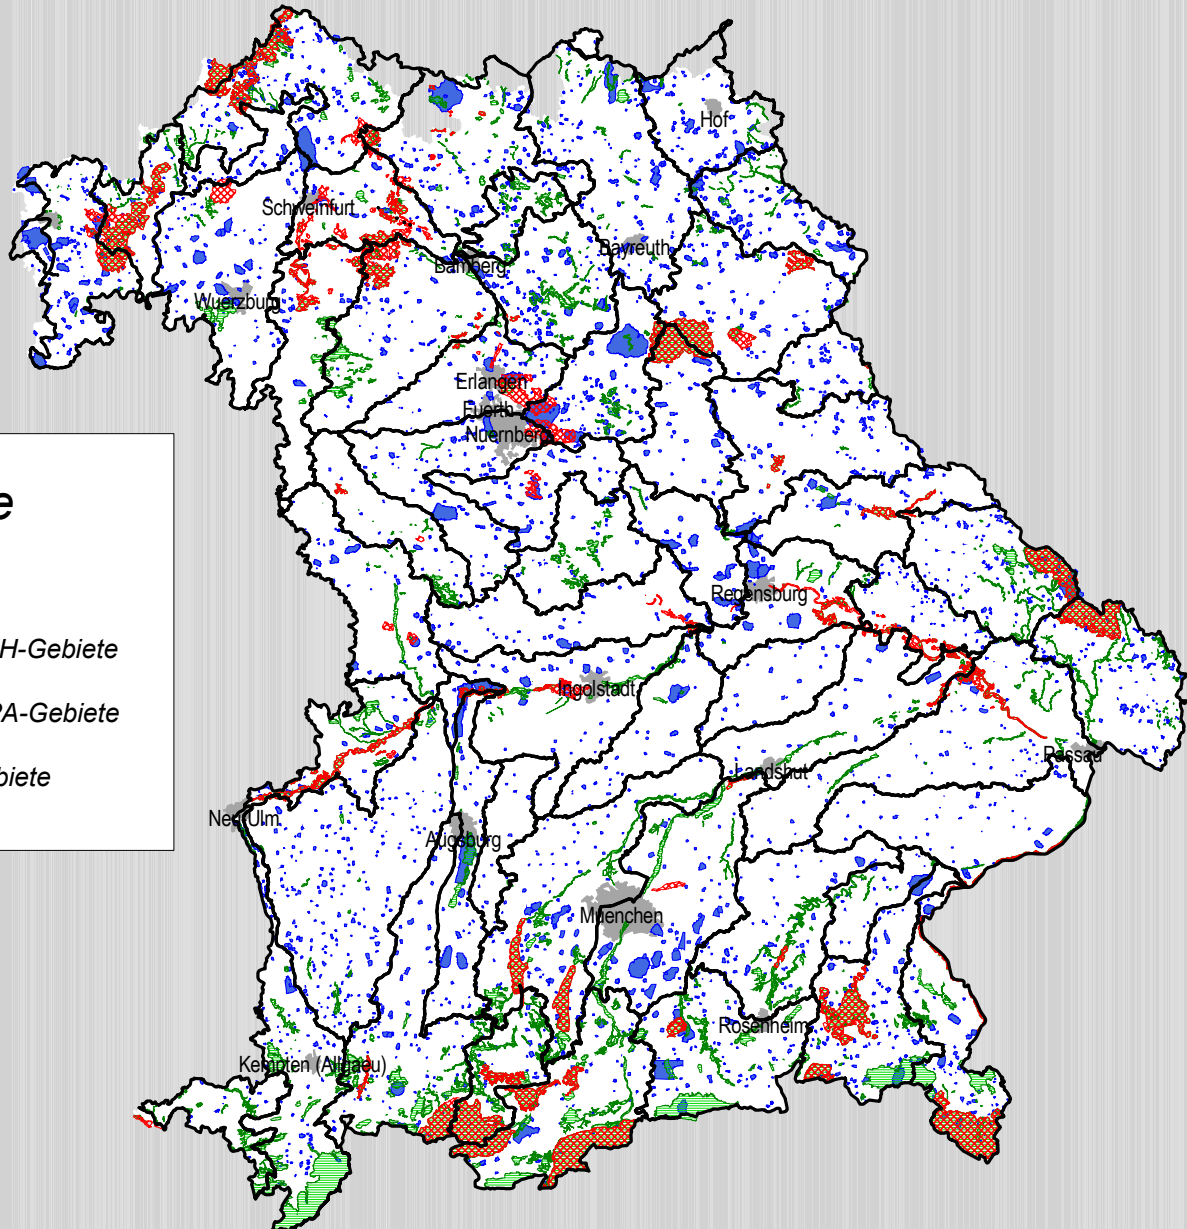 Hof
Schweinfurt
Bayreuth
Bamberg
Wuerzburg
Erlangen
Fuerth
Nuernberg
e
H-Gebiete
PA-Gebiete
biete
Regensburg
Ingolstadt
Passau
Landshut
Neu-Ulm
Augsburg
Muenchen
Rosenheim
Kempten (Allgaeu)